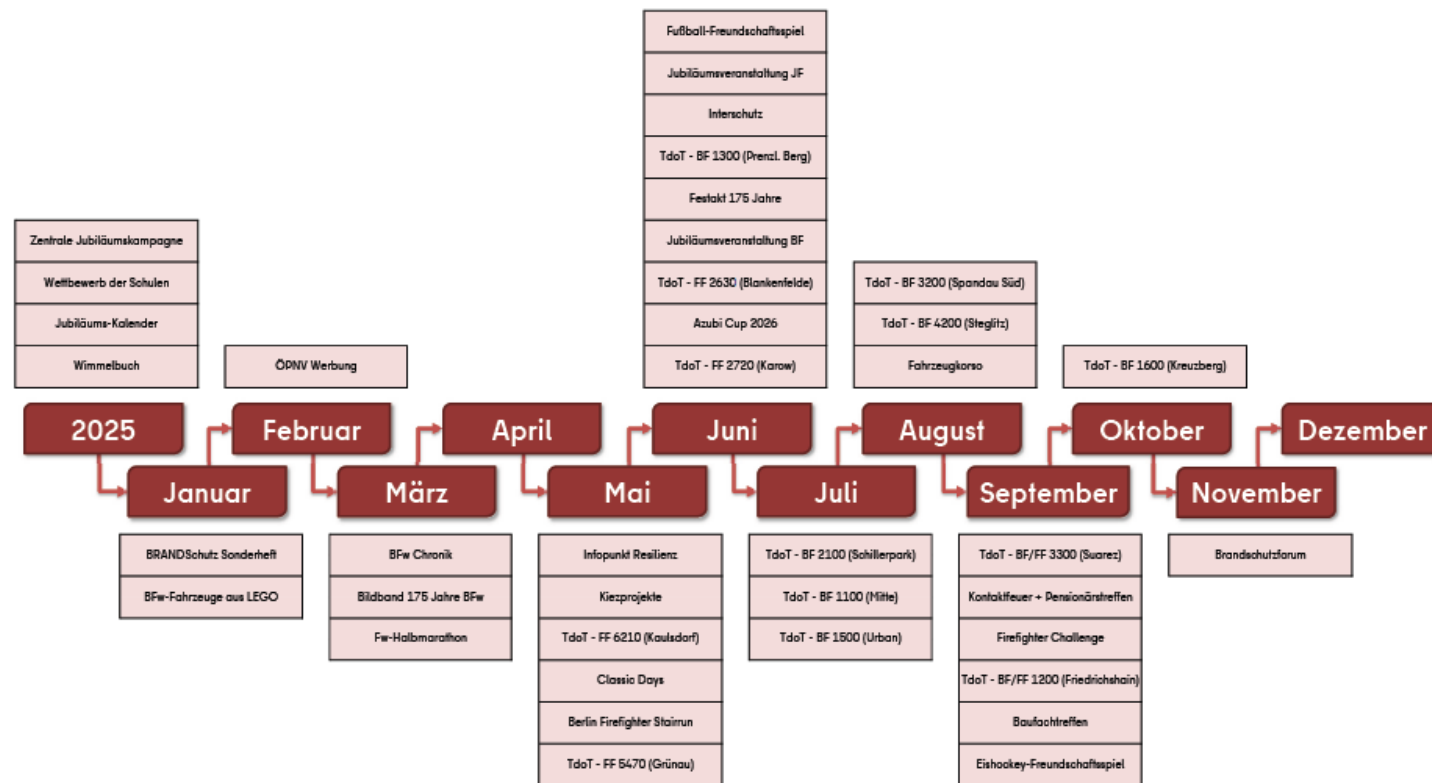 Fußball-Freundschaftsspiel
Jubiläumsveranstaltung JF
Interschutz
TdoT - BF 1300 (Prenzl. Berg)
Festakt 175 Jahre
Jubiläumsveranstaltung BF
TdoT - FF 2630 (Blankenfelde)
Azubi Cup 2026
TdoT - FF 2720 (Karow)
Zentrale Jubiläumskampagne
Wettbewerb der Schulen
Jubiläums-Kalender
Wimmelbuch
ÖPNV Werbung
TdoT - BF 3200 (Spandau Süd)
TdoT - BF 4200 (Steglitz)
Fahrzeugkorso
TdoT - BF 1600 (Kreuzberg)
2025
Februar
April
Juni
August
Oktober
Dezember
Januar
März
Mai
Juli
September
November
BRANDSchutz Sonderheft
BFw-Fahrzeuge aus LEGO
BFw Chronik
Bildband 175 Jahre BFw
Fw-Halbmarathon
Infopunkt Resilienz
Kiezprojekte
TdoT - FF 6210 (Kaulsdorf)
Classic Days
Berlin Firefighter Stairrun
TdoT - FF 5470 (Grünau)
TdoT - BF 2100 (Schillerpark)
TdoT - BF 1100 (Mitte)
TdoT - BF 1500 (Urban)
TdoT - BF/FF 3300 (Suarez)
Kontaktfeuer + Pensionärstreffen
Firefighter Challenge
TdoT - BF/FF 1200 (Friedrichshain)
Baufachtreffen
Eishockey-Freundschaftsspiel
Brandschutzforum